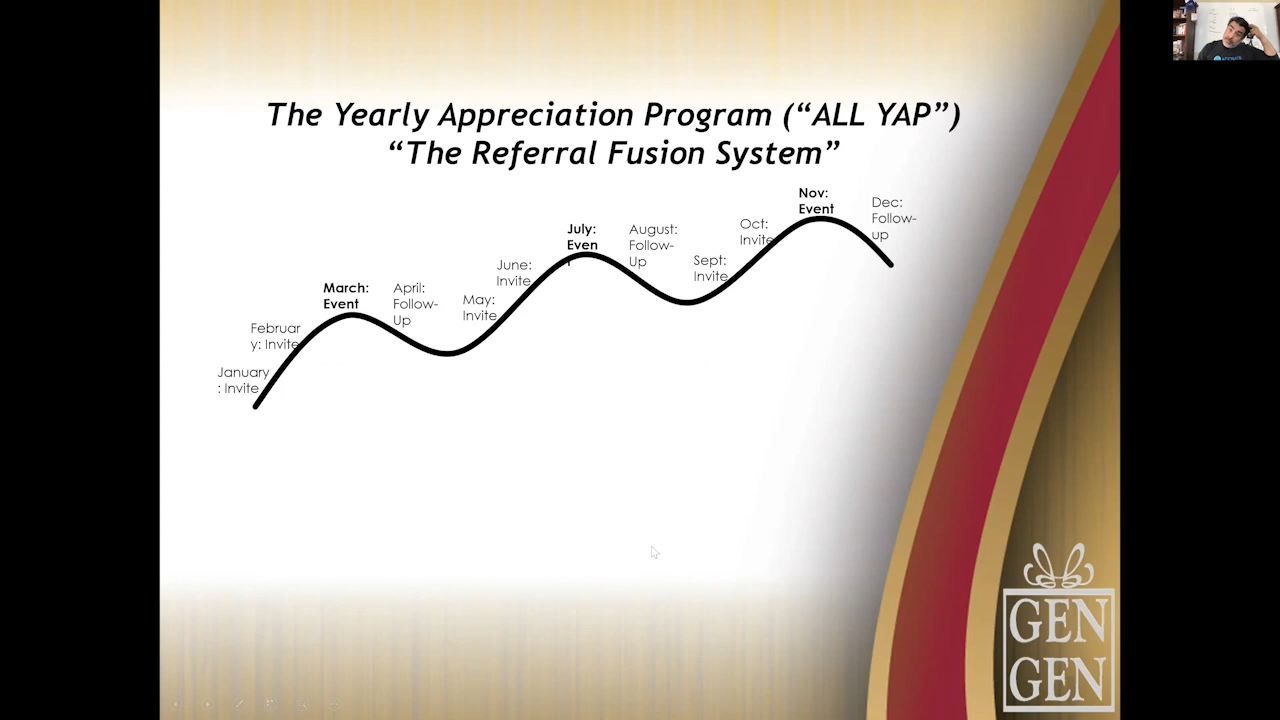 The Yearly Appreciation Program (“ALL YAP”)
“The Referral Fusion System”
January
: Invite
Februar
y: Invite
March:
Event
April:
Follow-
Up
May:
Invite
June:
Invite
July:
Even
August:
Follow-
Up
Sept:
Invite
Oct:
Invite
Nov:
Event
Dec:
Follow-
up
GEN
GEN